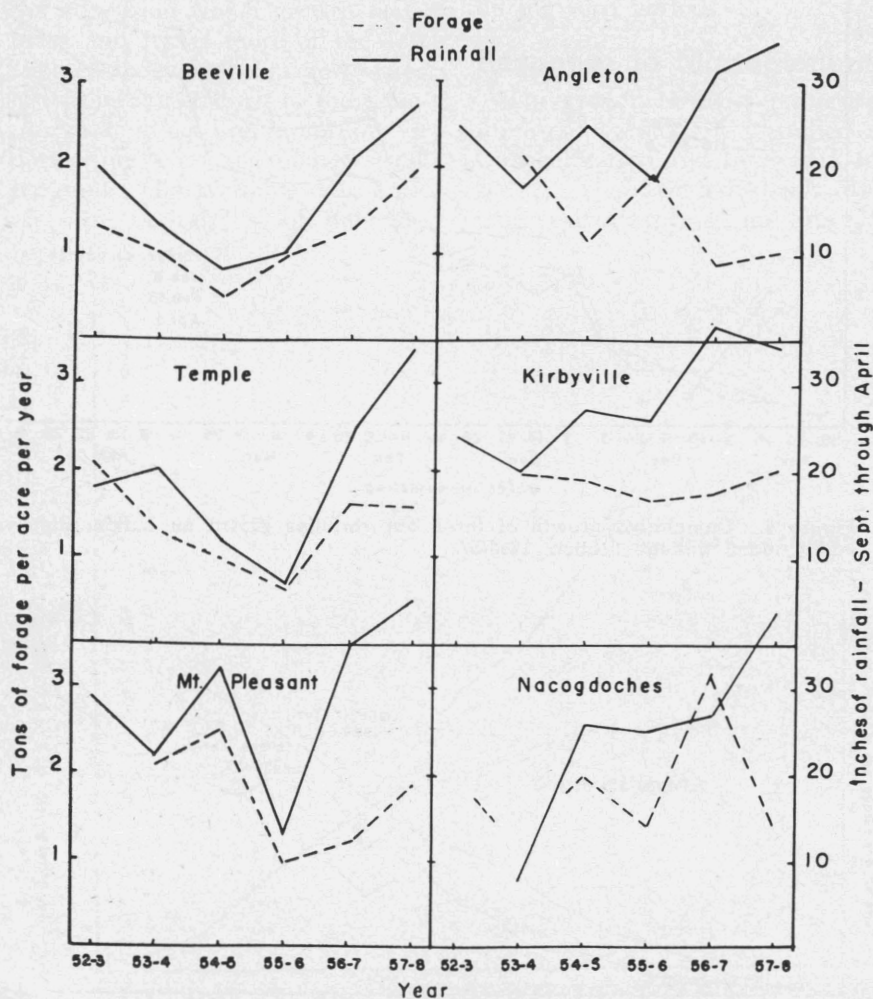 Forage
Rainfall
Beeville
Angleton
3
2
1
30
20
10
Temple
Kirbyville
3
2
1
30
20
10
Mt. Pleasant
Nacogdoches
3
2
1
30
20
10
Tons of forage per acre per year
Inches of rainfall - Sept. through April
52-3 53-4 54-5 55-6 56-7 57-8 52-3 53-4 54-5 55-6 56-7 57-8
Year